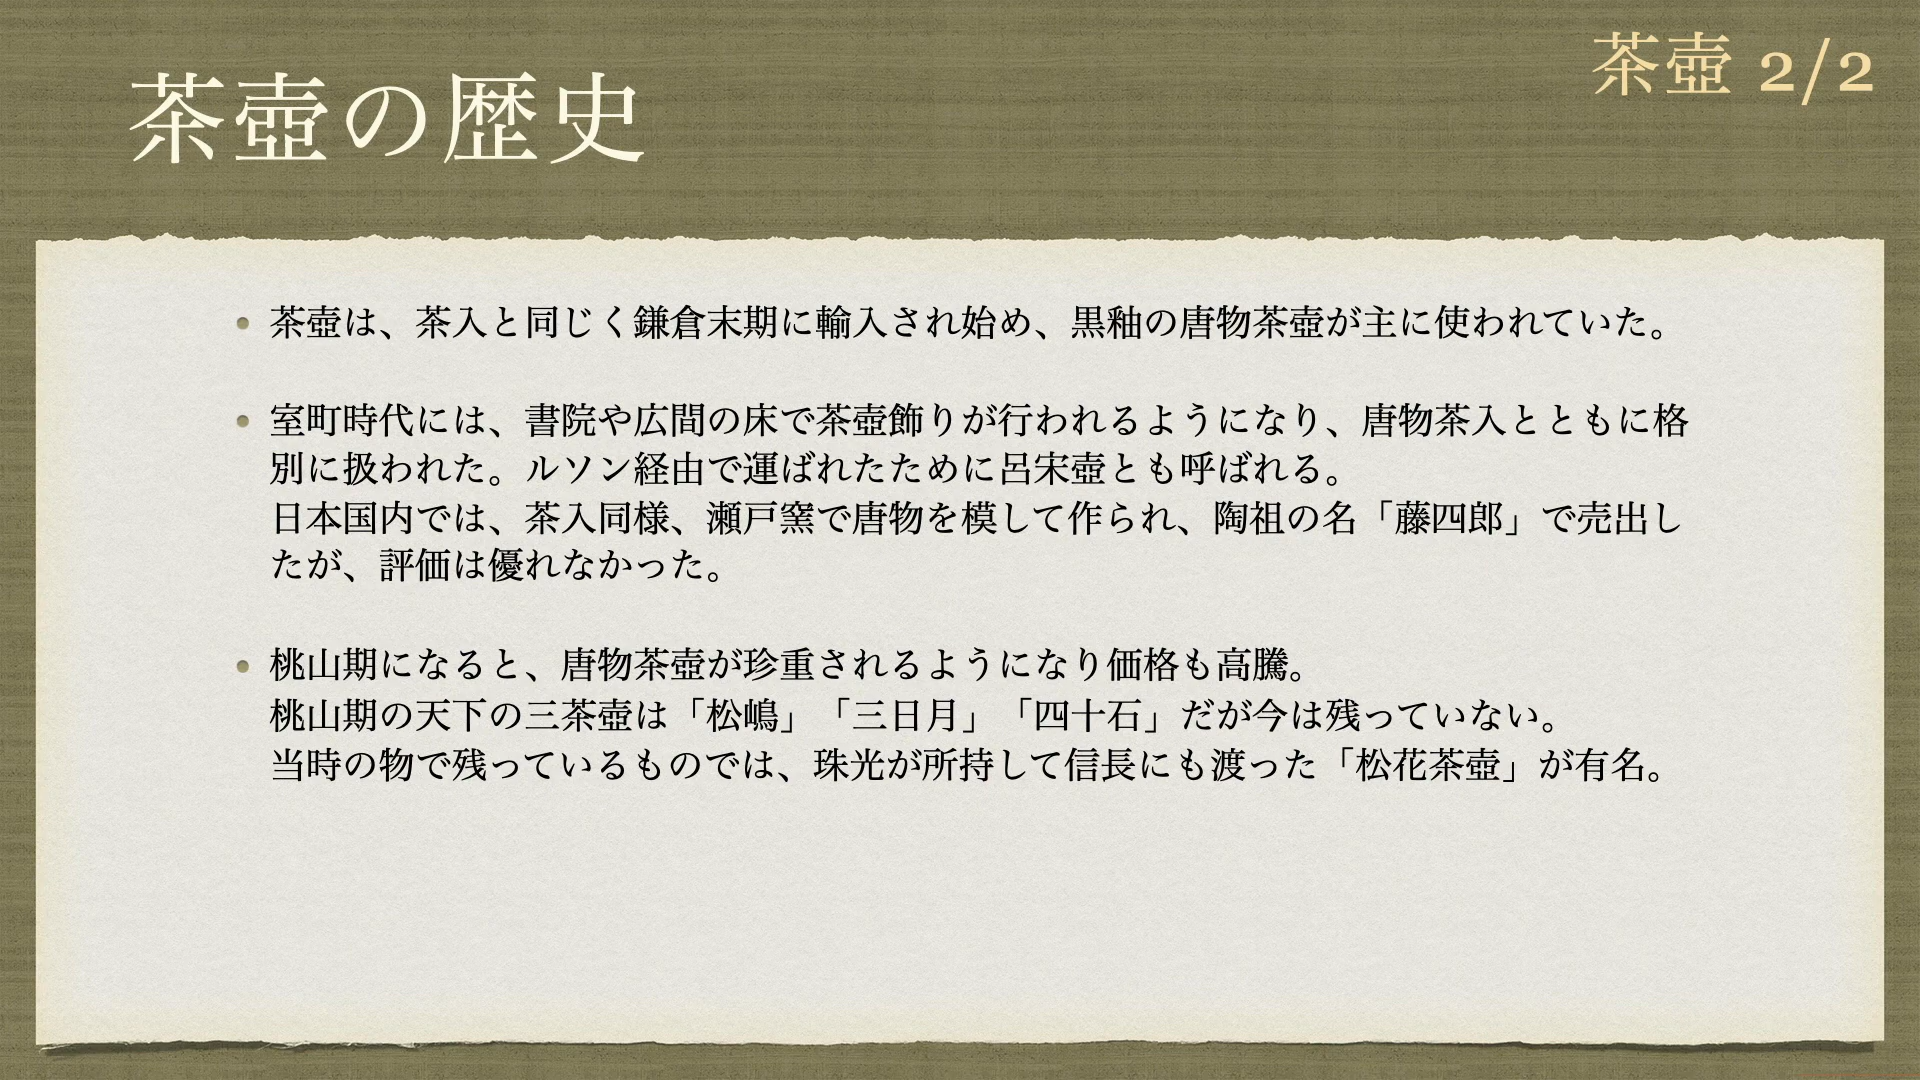 茶壺 2/2
茶壺の歴史
• 茶壺は、茶入と同じく鎌倉末期に輸入され始め、黒釉の唐物茶壺が主に使われていた。
• 室町時代には、書院や広間の床で茶壺飾りが行われるようになり、唐物茶入とともに格
別に扱われた。ルソン経由で運ばれたために呂宋壺とも呼ばれる。
日本国内では、茶入同様、瀬戸窯で唐物を模して作られ、陶祖の名「藤四郎」で売出し
たが、評価は優れなかった。
• 桃山期になると、唐物茶壺が珍重されるようになり価格も高騰。
桃山期の天下の三茶壺は「松嶋」「三日月」「四十石」だが今は残っていない。
当時の物で残っているものでは、珠光が所持して信長にも渡った「松花茶壺」が有名。